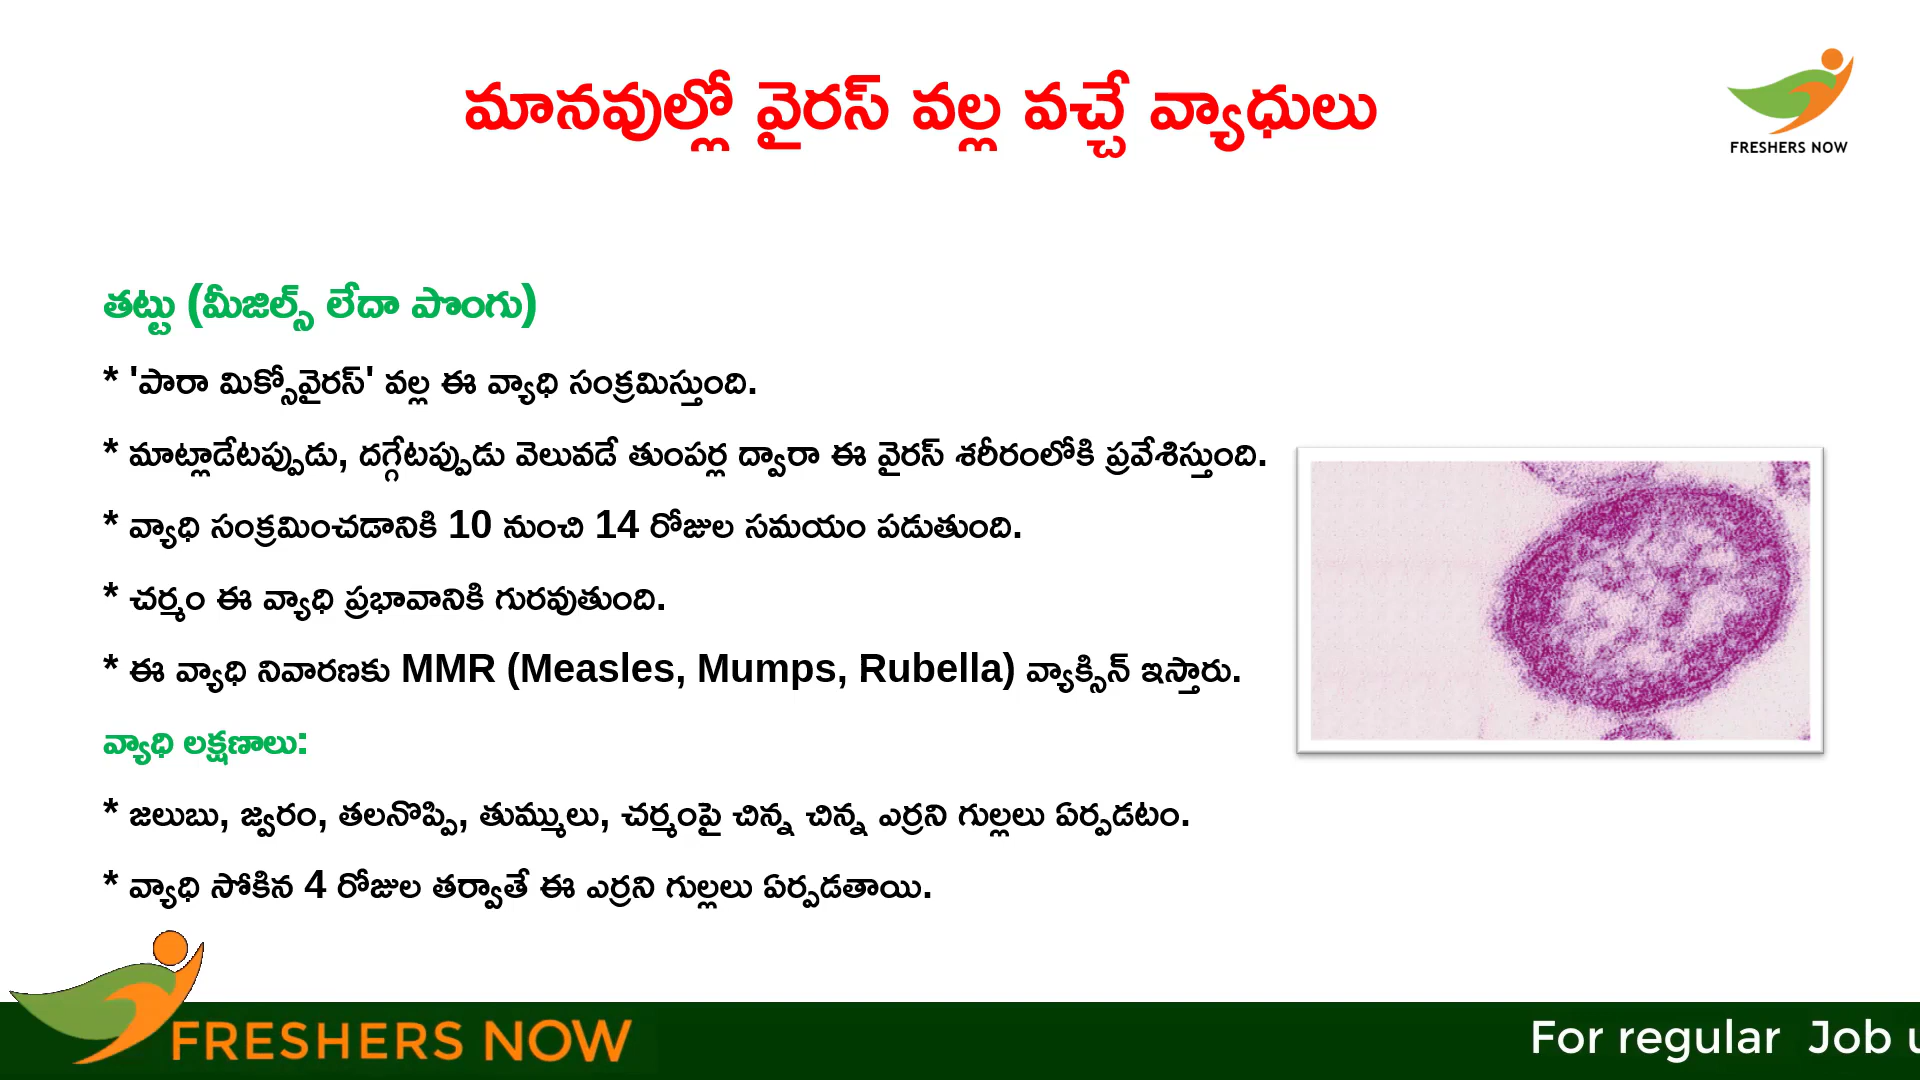 మానవుల్లో వైరస్ వల్ల వచ్చే వ్యాధులు
FRESHERS NOW
తట్టు (మీజిల్స్ లేదా పొంగు)
* 'పారా మిక్సోవైరస్' వల్ల ఈ వ్యాధి సంక్రమిస్తుంది.
* మాట్లాడేటప్పుడు, దగ్గేటప్పుడు వెలువడే తుంపర్ల ద్వారా ఈ వైరస్ శరీరంలోకి ప్రవేశిస్తుంది.
* వ్యాధి సంక్రమించడానికి 10 నుంచి 14 రోజుల సమయం పడుతుంది.
* చర్మం ఈ వ్యాధి ప్రభావానికి గురవుతుంది.
* ఈ వ్యాధి నివారణకు MMR (Measles, Mumps, Rubella) వ్యాక్సిన్ ఇస్తారు.
వ్యాధి లక్షణాలు:
* జలుబు, జ్వరం, తలనొప్పి, తుమ్ములు, చర్మంపై చిన్న చిన్న ఎర్రని గుల్లలు ఏర్పడటం.
* వ్యాధి సోకిన 4 రోజుల తర్వాతే ఈ ఎర్రని గుల్లలు ఏర్పడతాయి.
FRESHERS NOW
For regular Job